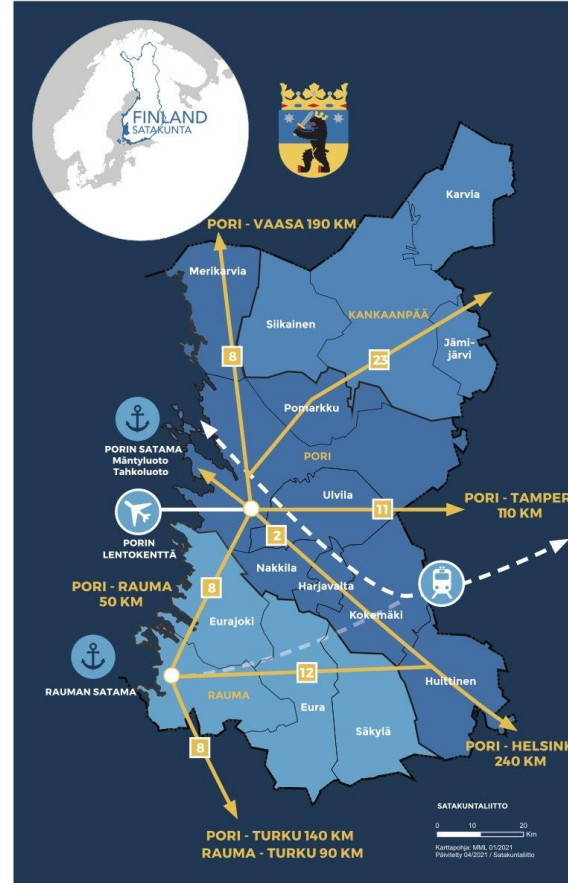 FINLAND
SATAKUNTA
Karvia
PORI - VAASA 190 KM
Merikarvia
KANKAANPÄÄ
Siikainen
Jämi-
järvi
8
23
Pomarkku
PORIN SATAMA
Mäntyluoto
Tahkoluoto
PORI
Ulvila
11
PORI - TAMPER
110 KM
PORIN
LENTOKENTTÄ
2
Nakkila
Harjavalta
PORI - RAUMA
50 KM
8
Kokemäki
Eurajoki
RAUMAN SATAMA
RAUMA
12
Huittinen
Eura
Säkylä
8
PORI - HELSINK
240 KM
PORI - TURKU 140 KM
RAUMA - TURKU 90 KM
SATAKUNTALIITTO
0 10 20
Km
Karttapohja: MML 01/2021
Päivitetty 04/2021 / Satakuntaliitto